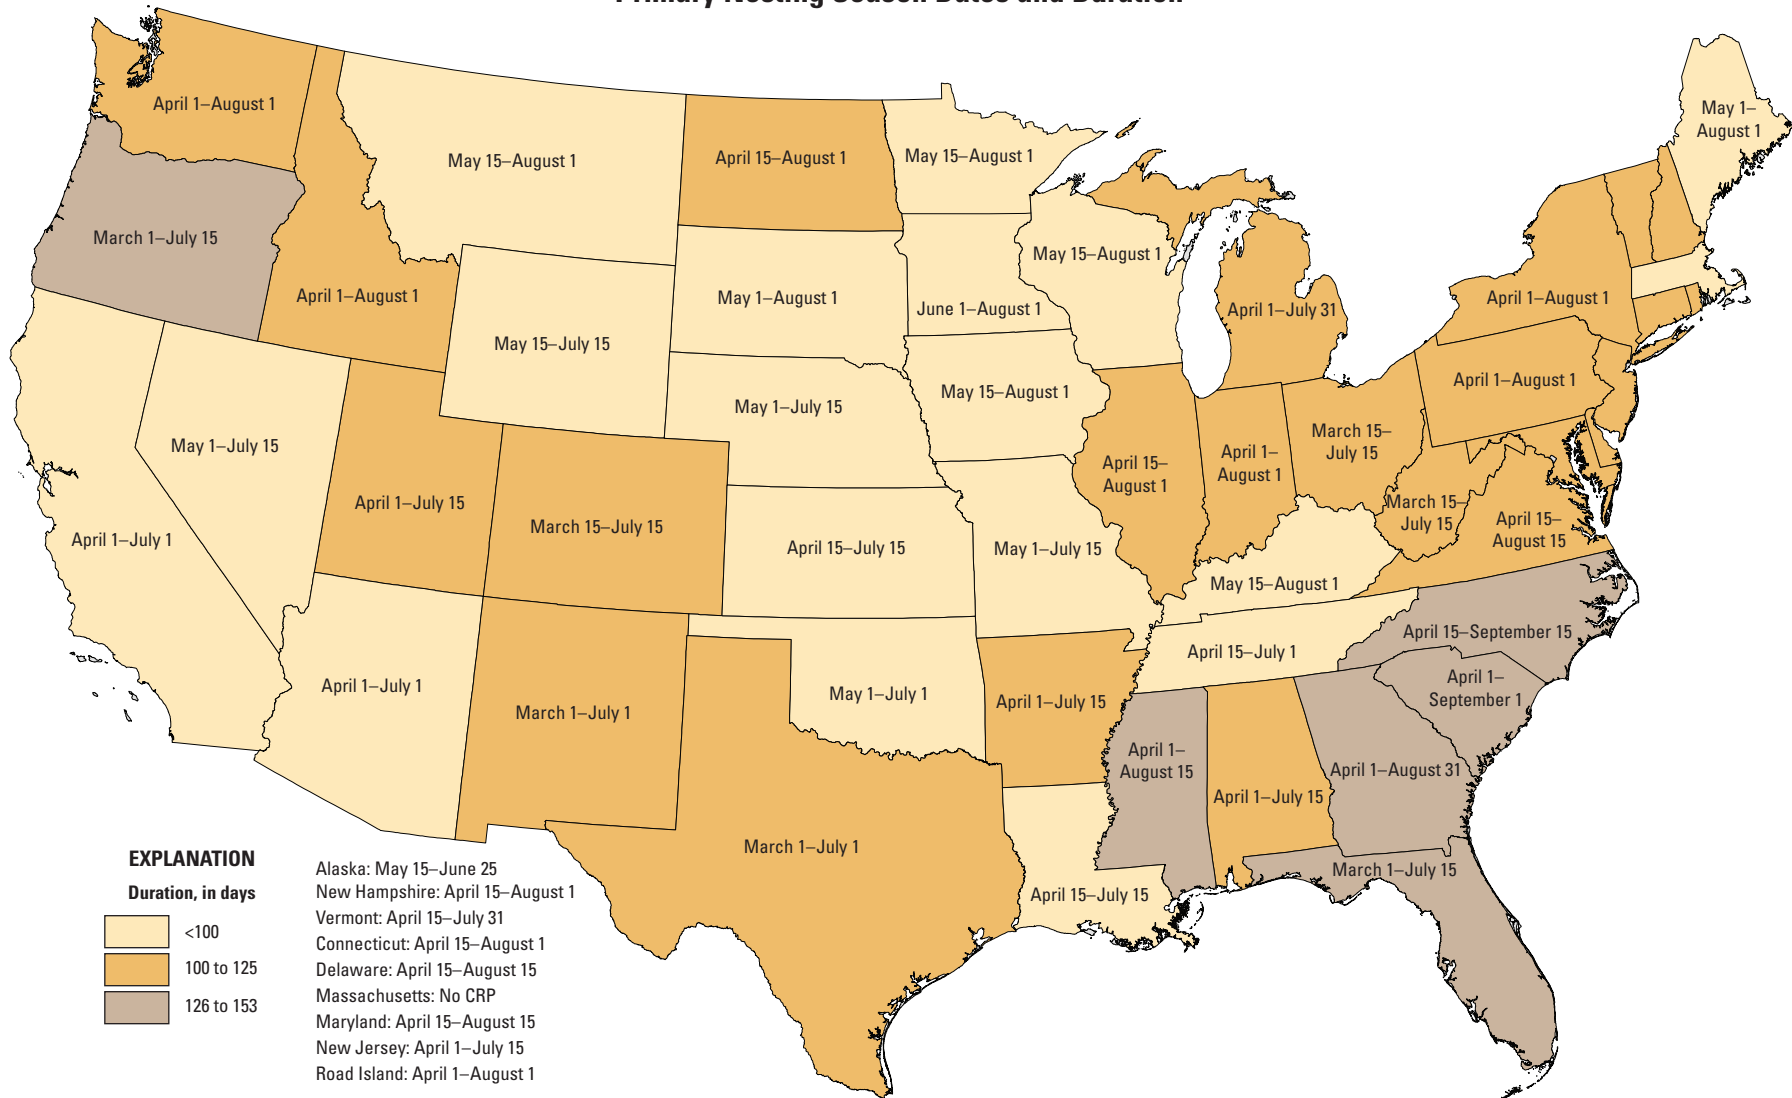 Primary Nesting Season Dates and Duration
April 1–August 1
May 15–August 1
April 15–August 1
May 15–August 1
May 1–
August 1
March 1–July 15
April 1–August 1
May 15–July 15
May 1–August 1
June 1–August 1
May 15–August 1
April 1–July 31
April 1–August 1
May 1–July 15
May 1–July 15
May 15–August 1
April 1–August 1
April 1–July 1
April 1–July 15
March 15–July 15
April 15–July 15
May 1–July 15
April 15–
August 1
April 1–
August 1
March 15–
July 15
March 15–
July 15
April 15–
August 15
May 15–August 1
April 15–July 1
April 15–September 15
April 1–
September 1
April 1–July 1
March 1–July 1
May 1–July 1
April 1–July 15
April 1–
August 15
April 1–July 15
April 1–August 31
March 1–July 1
April 15–July 15
March 1–July 15
EXPLANATION
Duration, in days
<100
100 to 125
126 to 153
Alaska: May 15–June 25
New Hampshire: April 15–August 1
Vermont: April 15–July 31
Connecticut: April 15–August 1
Delaware: April 15–August 15
Massachusetts: No CRP
Maryland: April 15–August 15
New Jersey: April 1–July 15
Road Island: April 1–August 1